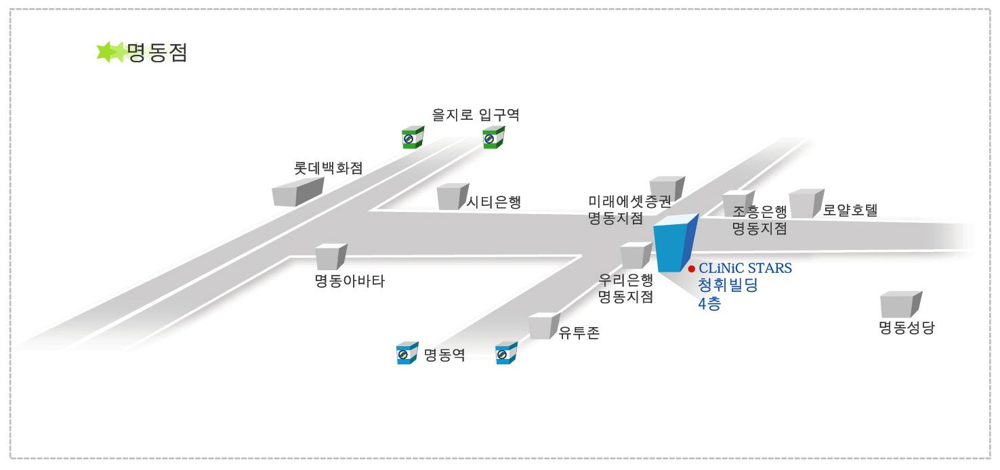 명동점
을지로 입구역
롯데백화점
시티은행
미래에셋증권
명동지점
조흥은행
명동지점
로얄호텔
명동아바타
우리은행
명동지점
CLiNiC STARS
청휘빌딩
4층
명동성당
유투존
명동역